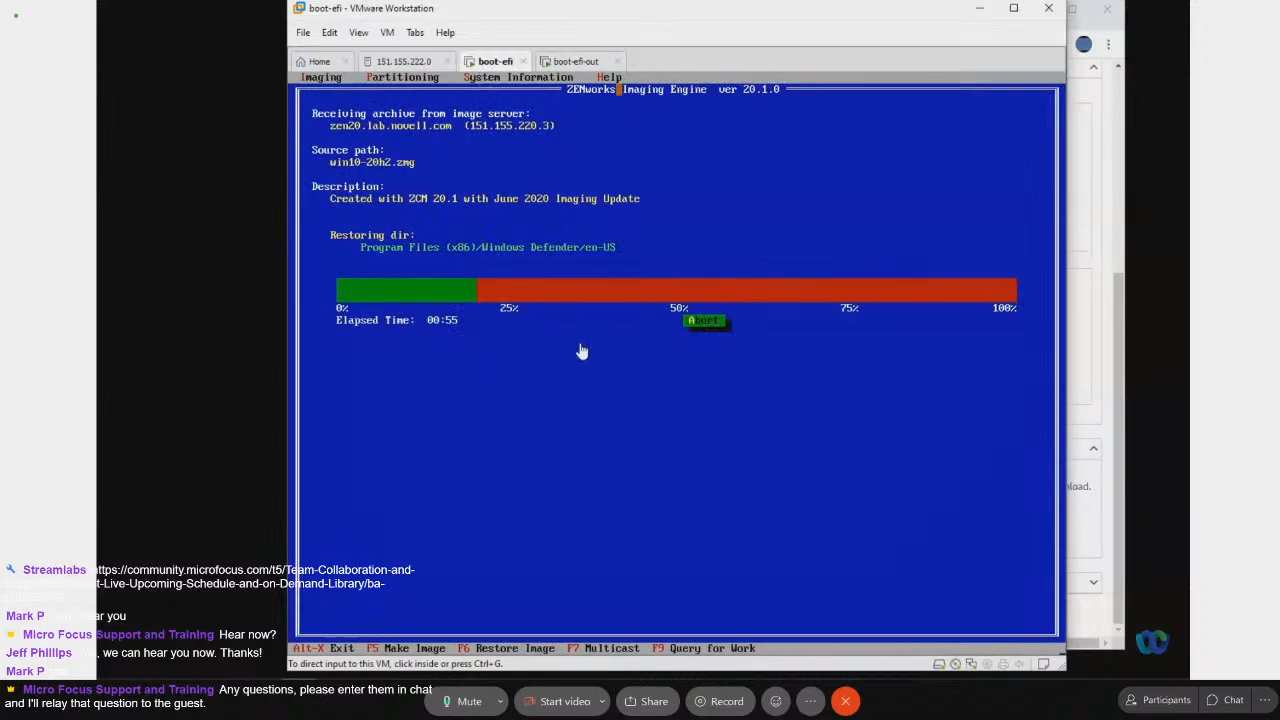 boot-efi - VMware Workstation
File Edit View VM Tabs Help
Home 151.155.222.0 boot-efi boot-efi-out
Imaging Partitioning System Information Help
ZENworks Imaging Engine ver 20.1.0
Receiving archive from image server:
zen20.lab.novell.com (151.155.220.3)
Source path:
win10-20h2.zmg
Description:
Created with ZCM 20.1 with June 2020 Imaging Update
Restoring dir:
Program Files (x86)/Windows Defender/en-US
0% 25% 50% 75% 100%
Elapsed Time: 00:55 Abort
load.
Streamlabs https://community.microfocus.com/t5/Team-Collaboration-and-
t-Live-Upcoming-Schedule-and-on-Demand-Library/ba-
Mark P ar you
Micro Focus Support and Training Hear now?
Jeff Phillips , we can hear you now. Thanks!
Mark P
Micro Focus Support and Training Any questions, please enter them in chat
and I'll relay that question to the guest.
Alt-X Exit F5 Make Image F6 Restore Image F7 Multicast F9 Query for Work
To direct input to this VM, click inside or press Ctrl+G.
Mute Start video Share Record Participants Chat